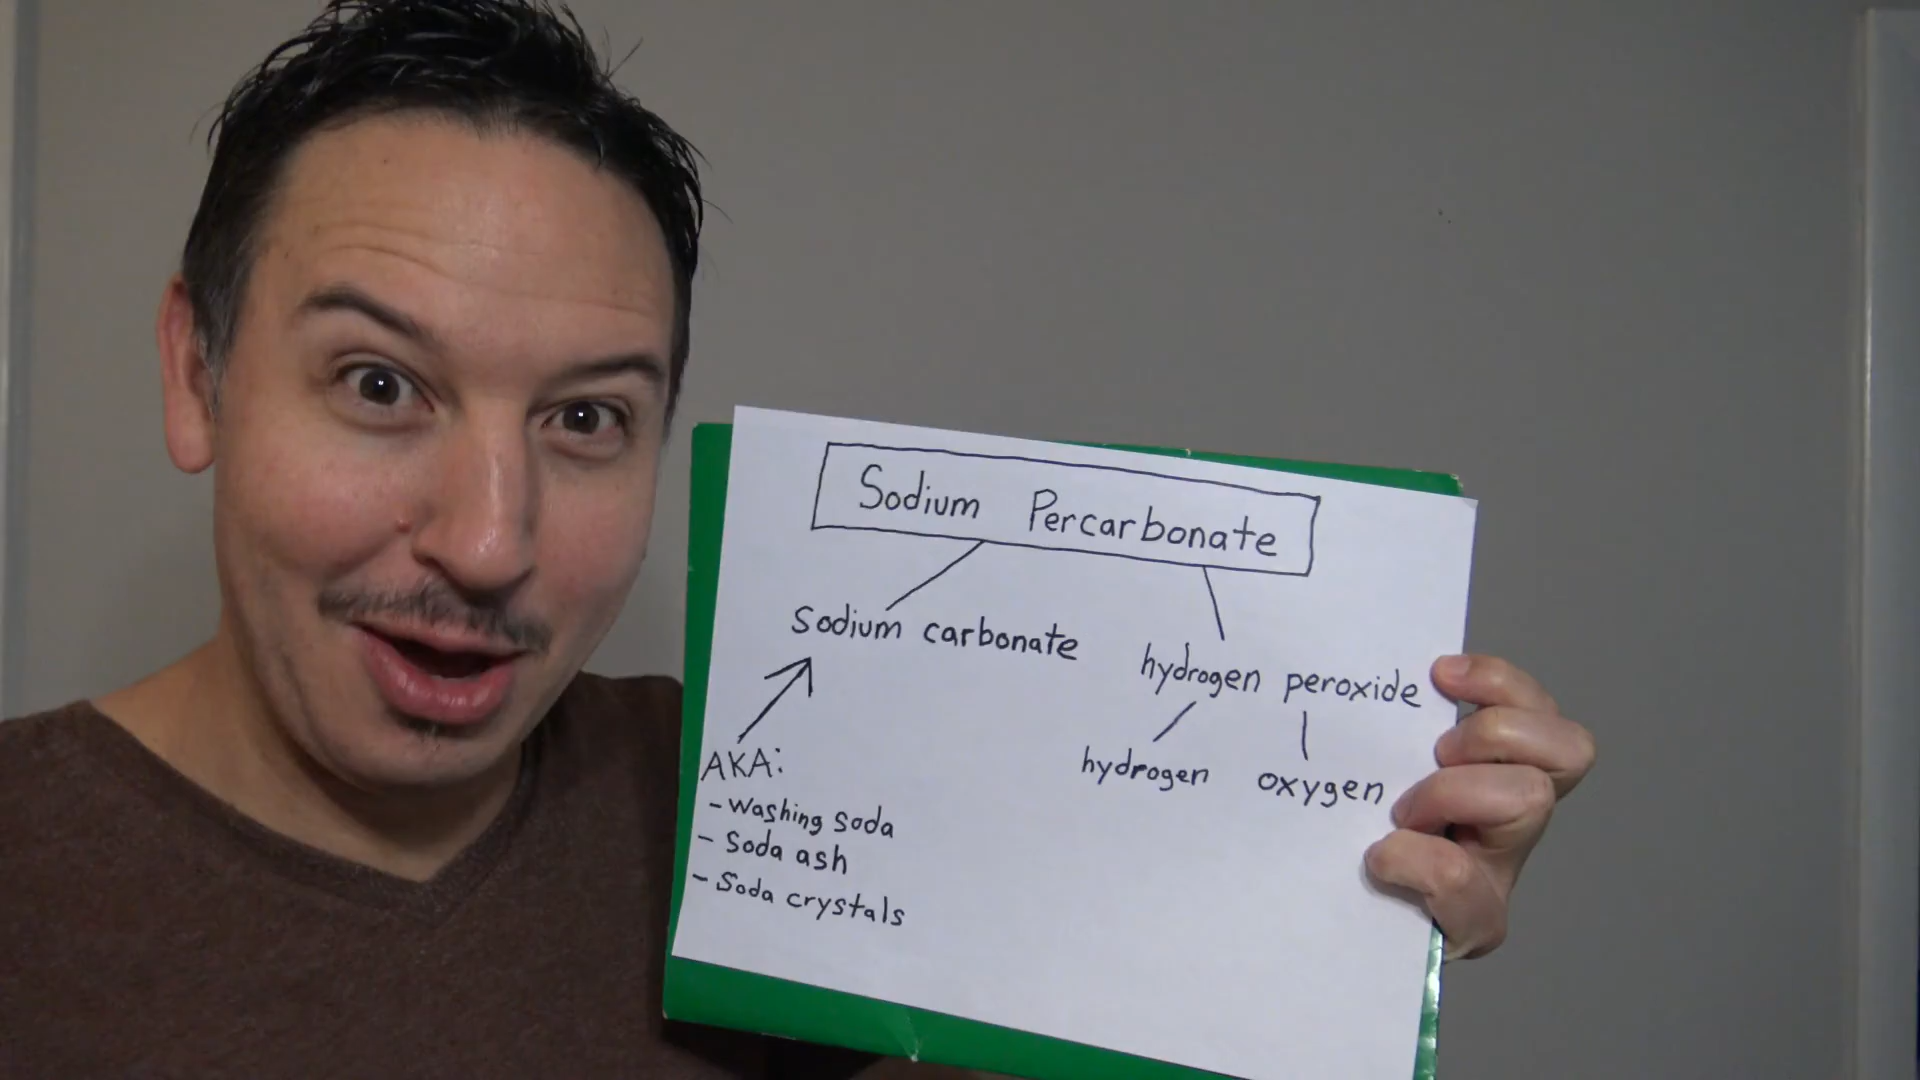 Sodium Percarbonate
sodium carbonate
hydrogen peroxide
hydrogen
oxygen
AKA:
- Washing soda
- Soda ash
- Soda crystals